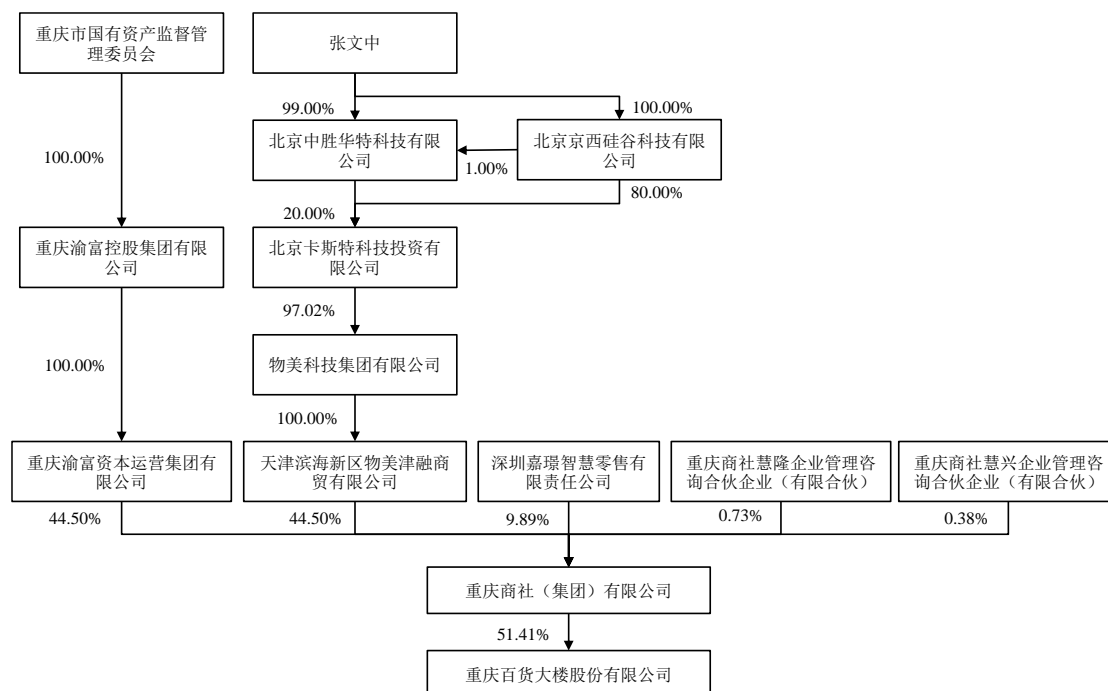 重庆市国有资产监督管
理委员会
张文中
99.00%
100.00%
北京中胜华特科技有限
公司
北京京西硅谷科技有限
公司
100.00%
1.00%
80.00%
20.00%
重庆渝富控股集团有限
公司
北京卡斯特科技投资有
限公司
97.02%
物美科技集团有限公司
100.00%
100.00%
重庆渝富资本运营集团有
限公司
天津滨海新区物美津融商
贸有限公司
深圳嘉璟智慧零售有
限责任公司
重庆商社慧隆企业管理咨
询合伙企业（有限合伙）
重庆商社慧兴企业管理咨
询合伙企业（有限合伙）
44.50%
44.50%
9.89%
0.73%
0.38%
重庆商社（集团）有限公司
51.41%
重庆百货大楼股份有限公司